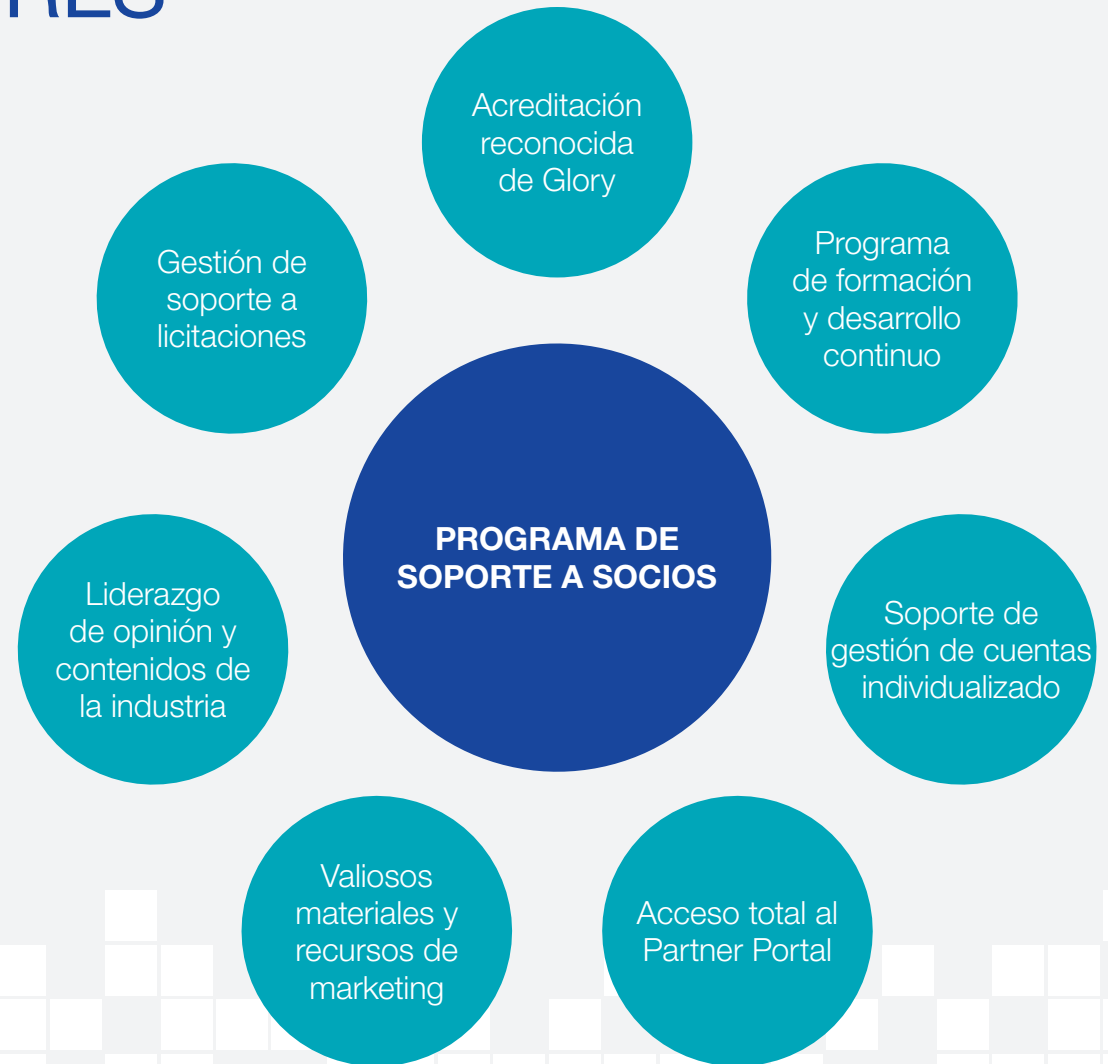 Acreditación
reconocida
de Glory
Programa
de formación
y desarrollo
continuo
Gestión de
soporte a
licitaciones
PROGRAMA DE
SOPORTE A SOCIOS
Soporte de
gestión de cuentas
individualizado
Liderazgo
de opinión y
contenidos de
la industria
Acceso total al
Partner Portal
Valiosos
materiales y
recursos de
marketing